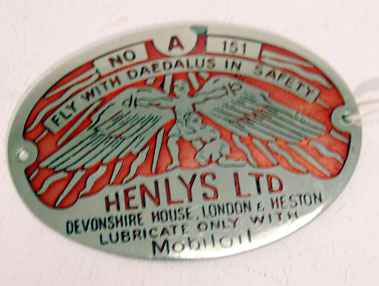 NO A 151
FLY WITH DAEDALUS IN SAFETY
HENLYS LTD
DEVONSHIRE HOUSE, LONDON & HESTON
LUBRICATE ONLY WITH
Mobiloil